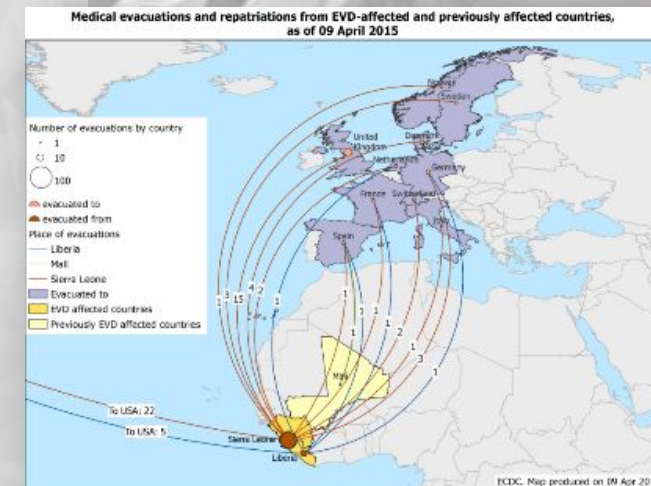 Medical evacuations and repatriations from EVD-affected and previously affected countries,
as of 09 April 2015
Number of evacuations by country
1
10
100
evacuated to
evacuated from
Place of evacuations
Liberia
Mali
Sierra Leone
Evacuated to
EVD affected countries
Previously EVD affected countries
Norway
Sweden
United
Kingdom
Denmark
Netherlands
Germany
France
Switzerland
Italy
Spain
1
3
15
4
2
1
1
1
1
1
1
2
1
3
1
Mali
To USA: 22
To USA: 5
Sierra Leone
Liberia
ECDC. Map produced on 09 Apr 20